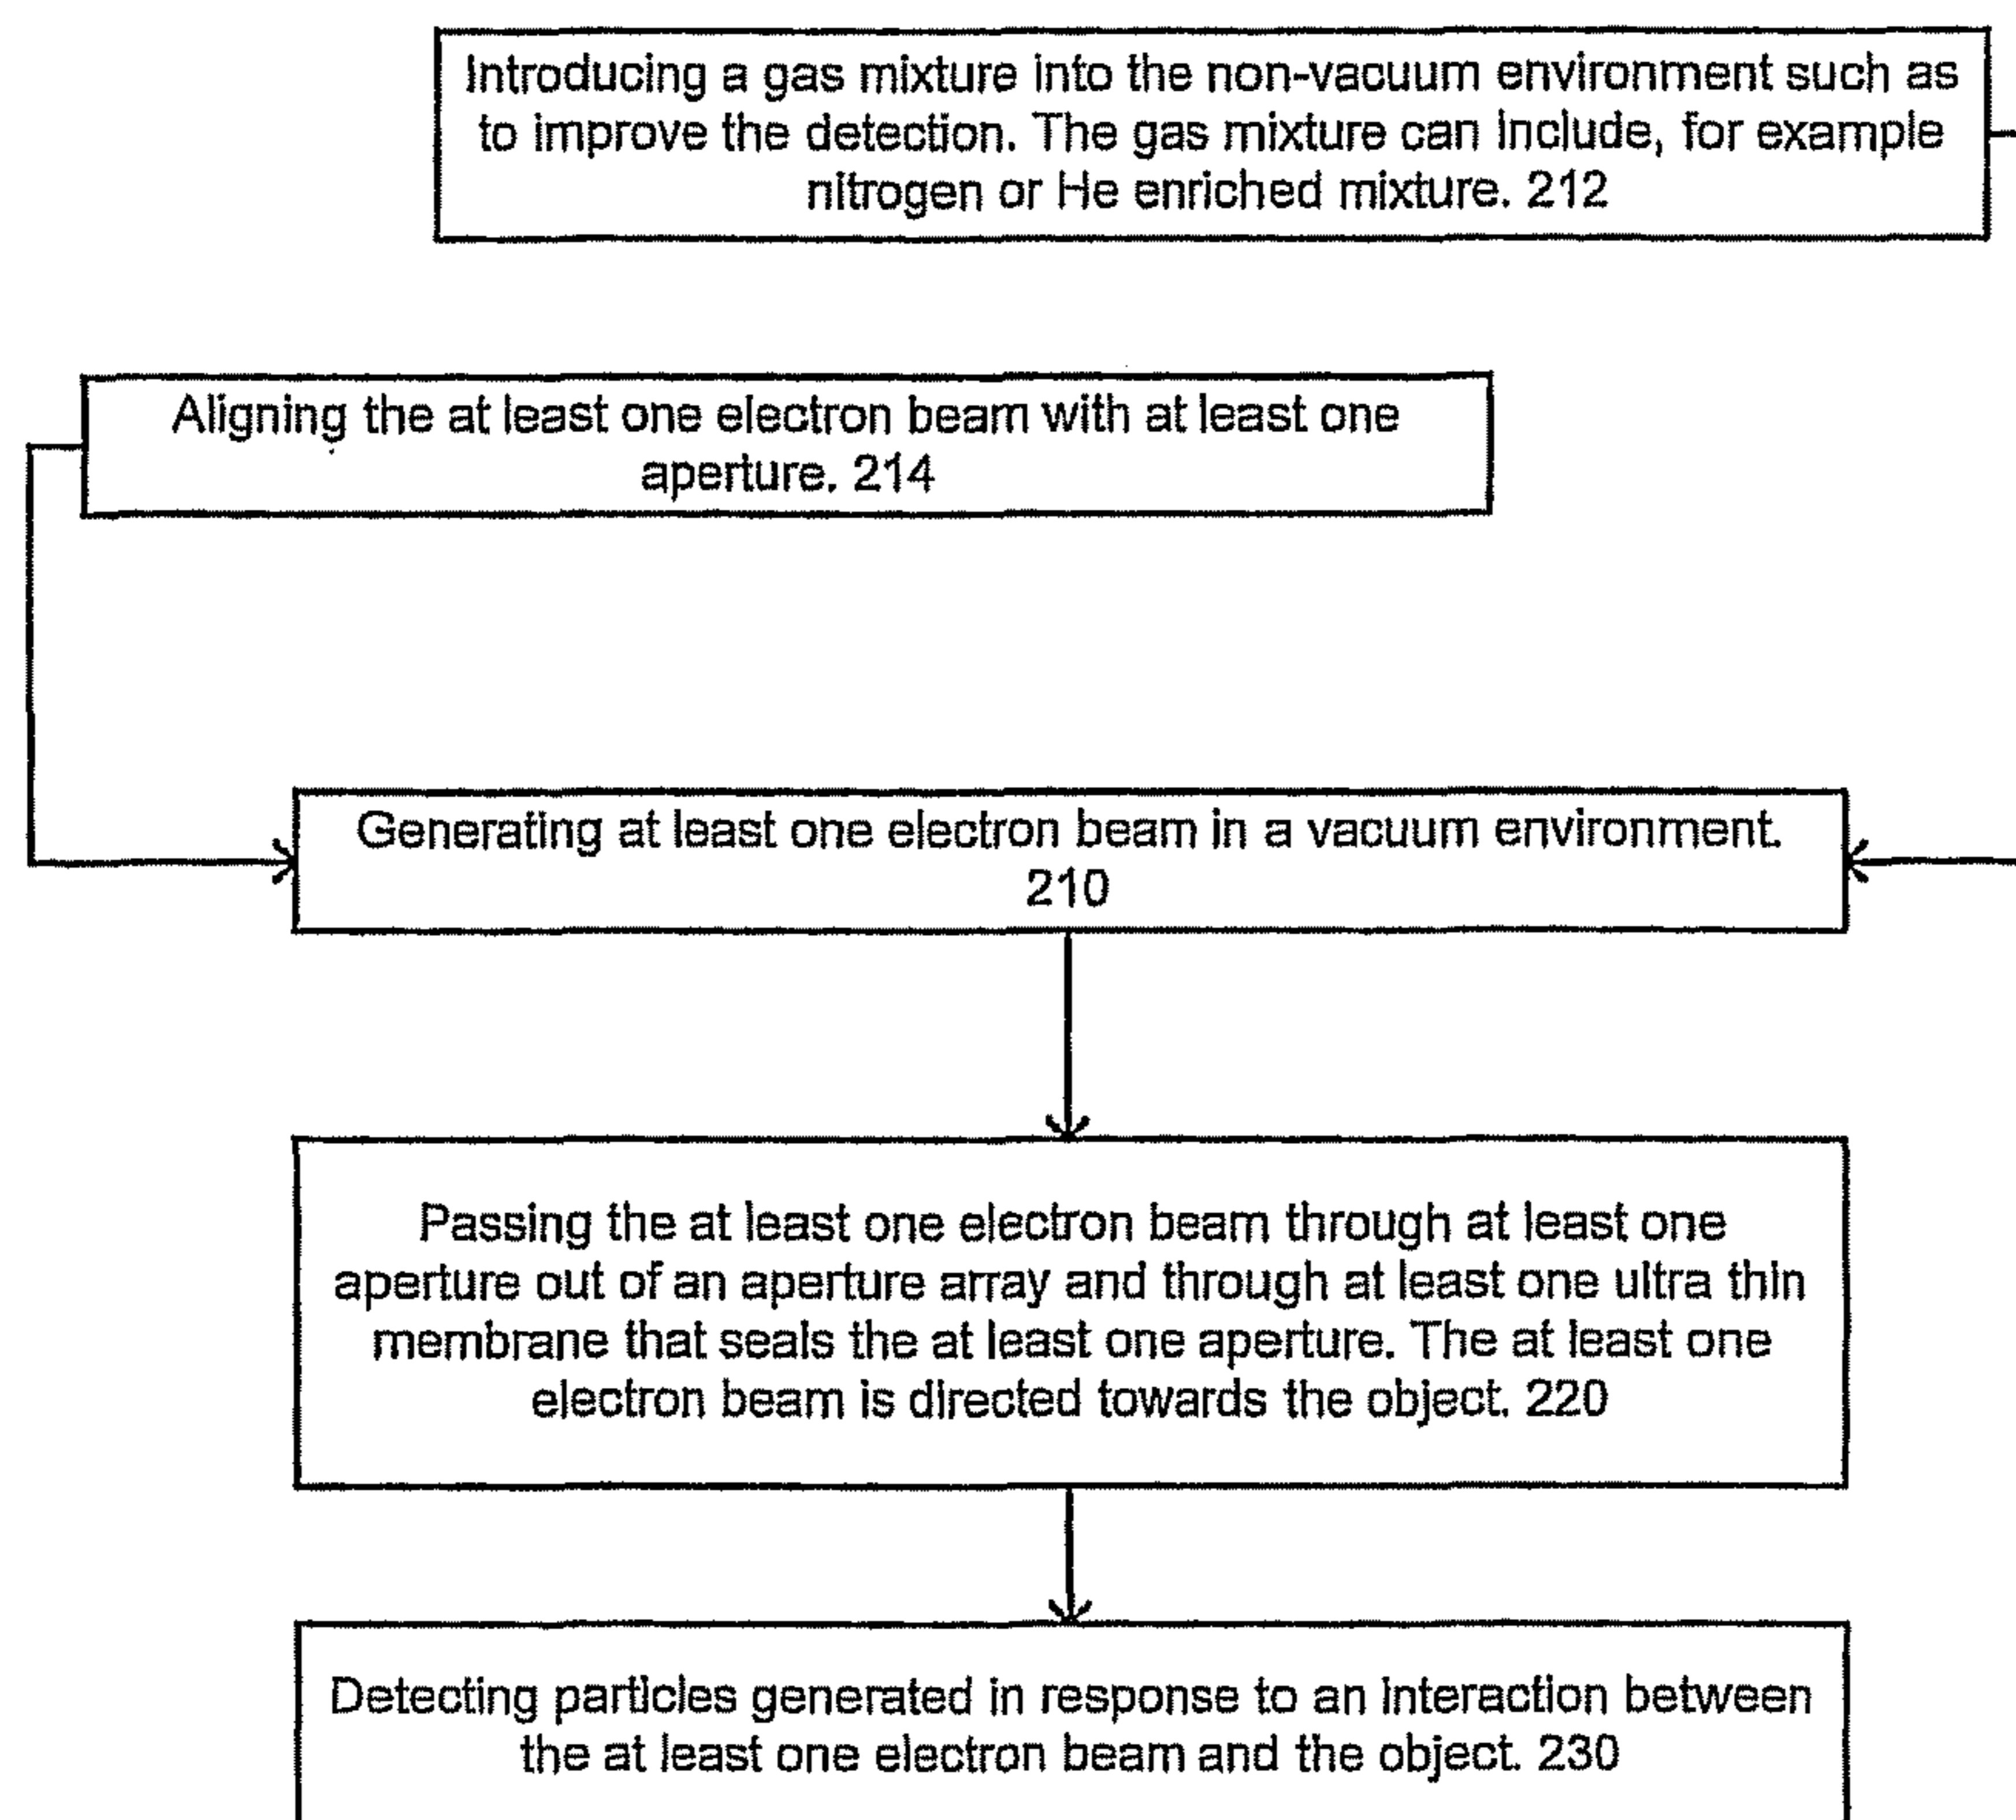 Introducing a gas mixture into the non-vacuum environment such as
to improve the detection. The gas mixture can include, for example
nitrogen or He enriched mixture. 212
Aligning the at least one electron beam with at least one
aperture. 214
Generating at least one electron beam in a vacuum environment.
210
Passing the at least one electron beam through at least one
aperture out of an aperture array and through at least one ultra thin
membrane that seals the at least one aperture. The at least one
electron beam is directed towards the object. 220
Detecting particles generated in response to an interaction between
the at least one electron beam and the object. 230